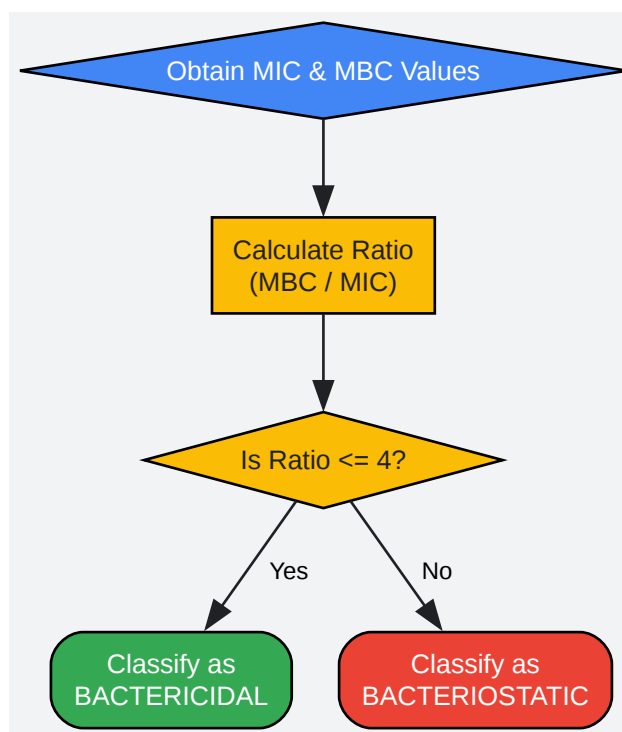 Obtain MIC & MBC Values
Calculate Ratio
(MBC / MIC)
Is Ratio <= 4?
Yes
No
Classify as
BACTERICIDAL
Classify as
BACTERIOSTATIC